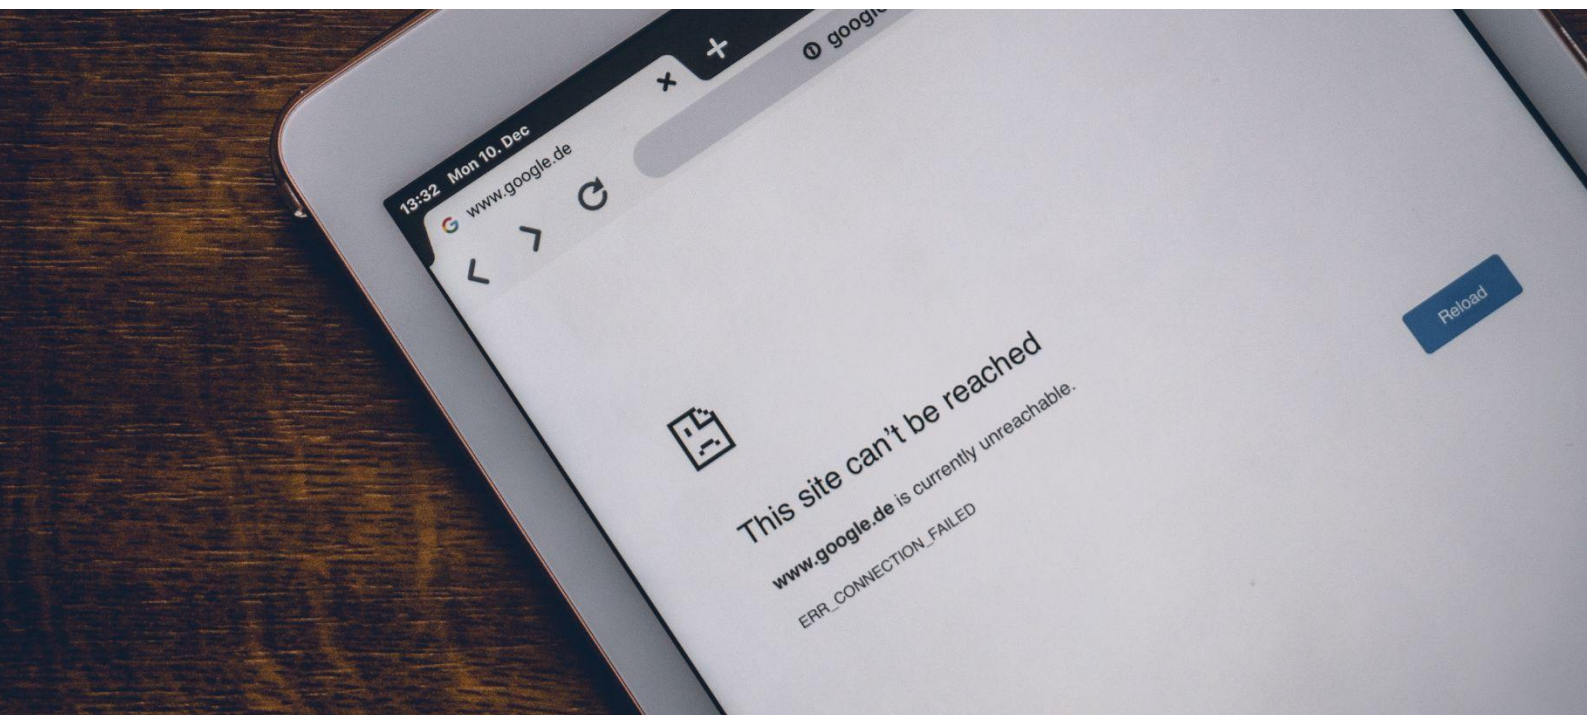 13:32 Mon 10. Dec
www.google.de
google
This site can't be reached
www.google.de is currently unreachable.
ERR_CONNECTION_FAILED
Reload